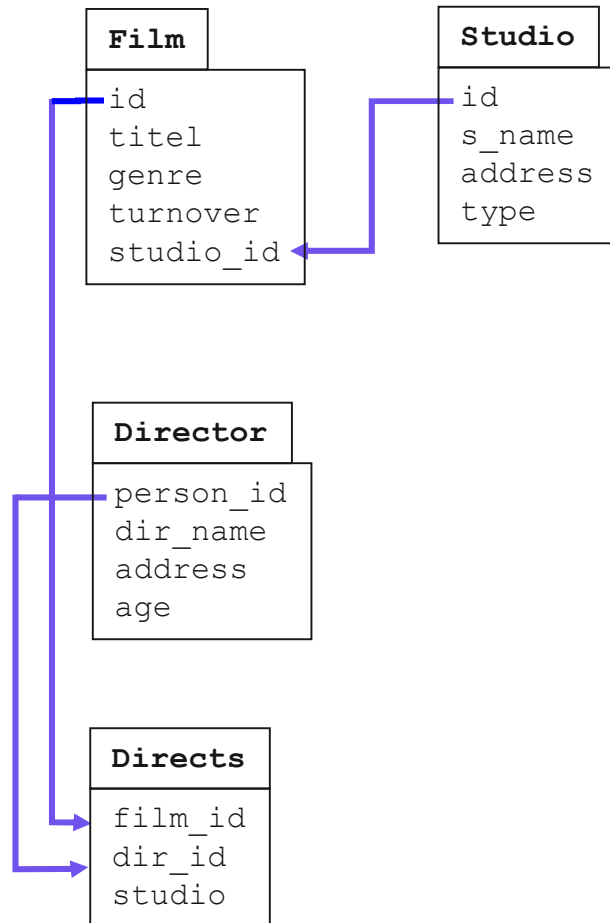 Film
id
titel
genre
turnover
studio_id
Studio
id
s_name
address
type
Director
person_id
dir_name
address
age
Directs
film_id
dir_id
studio